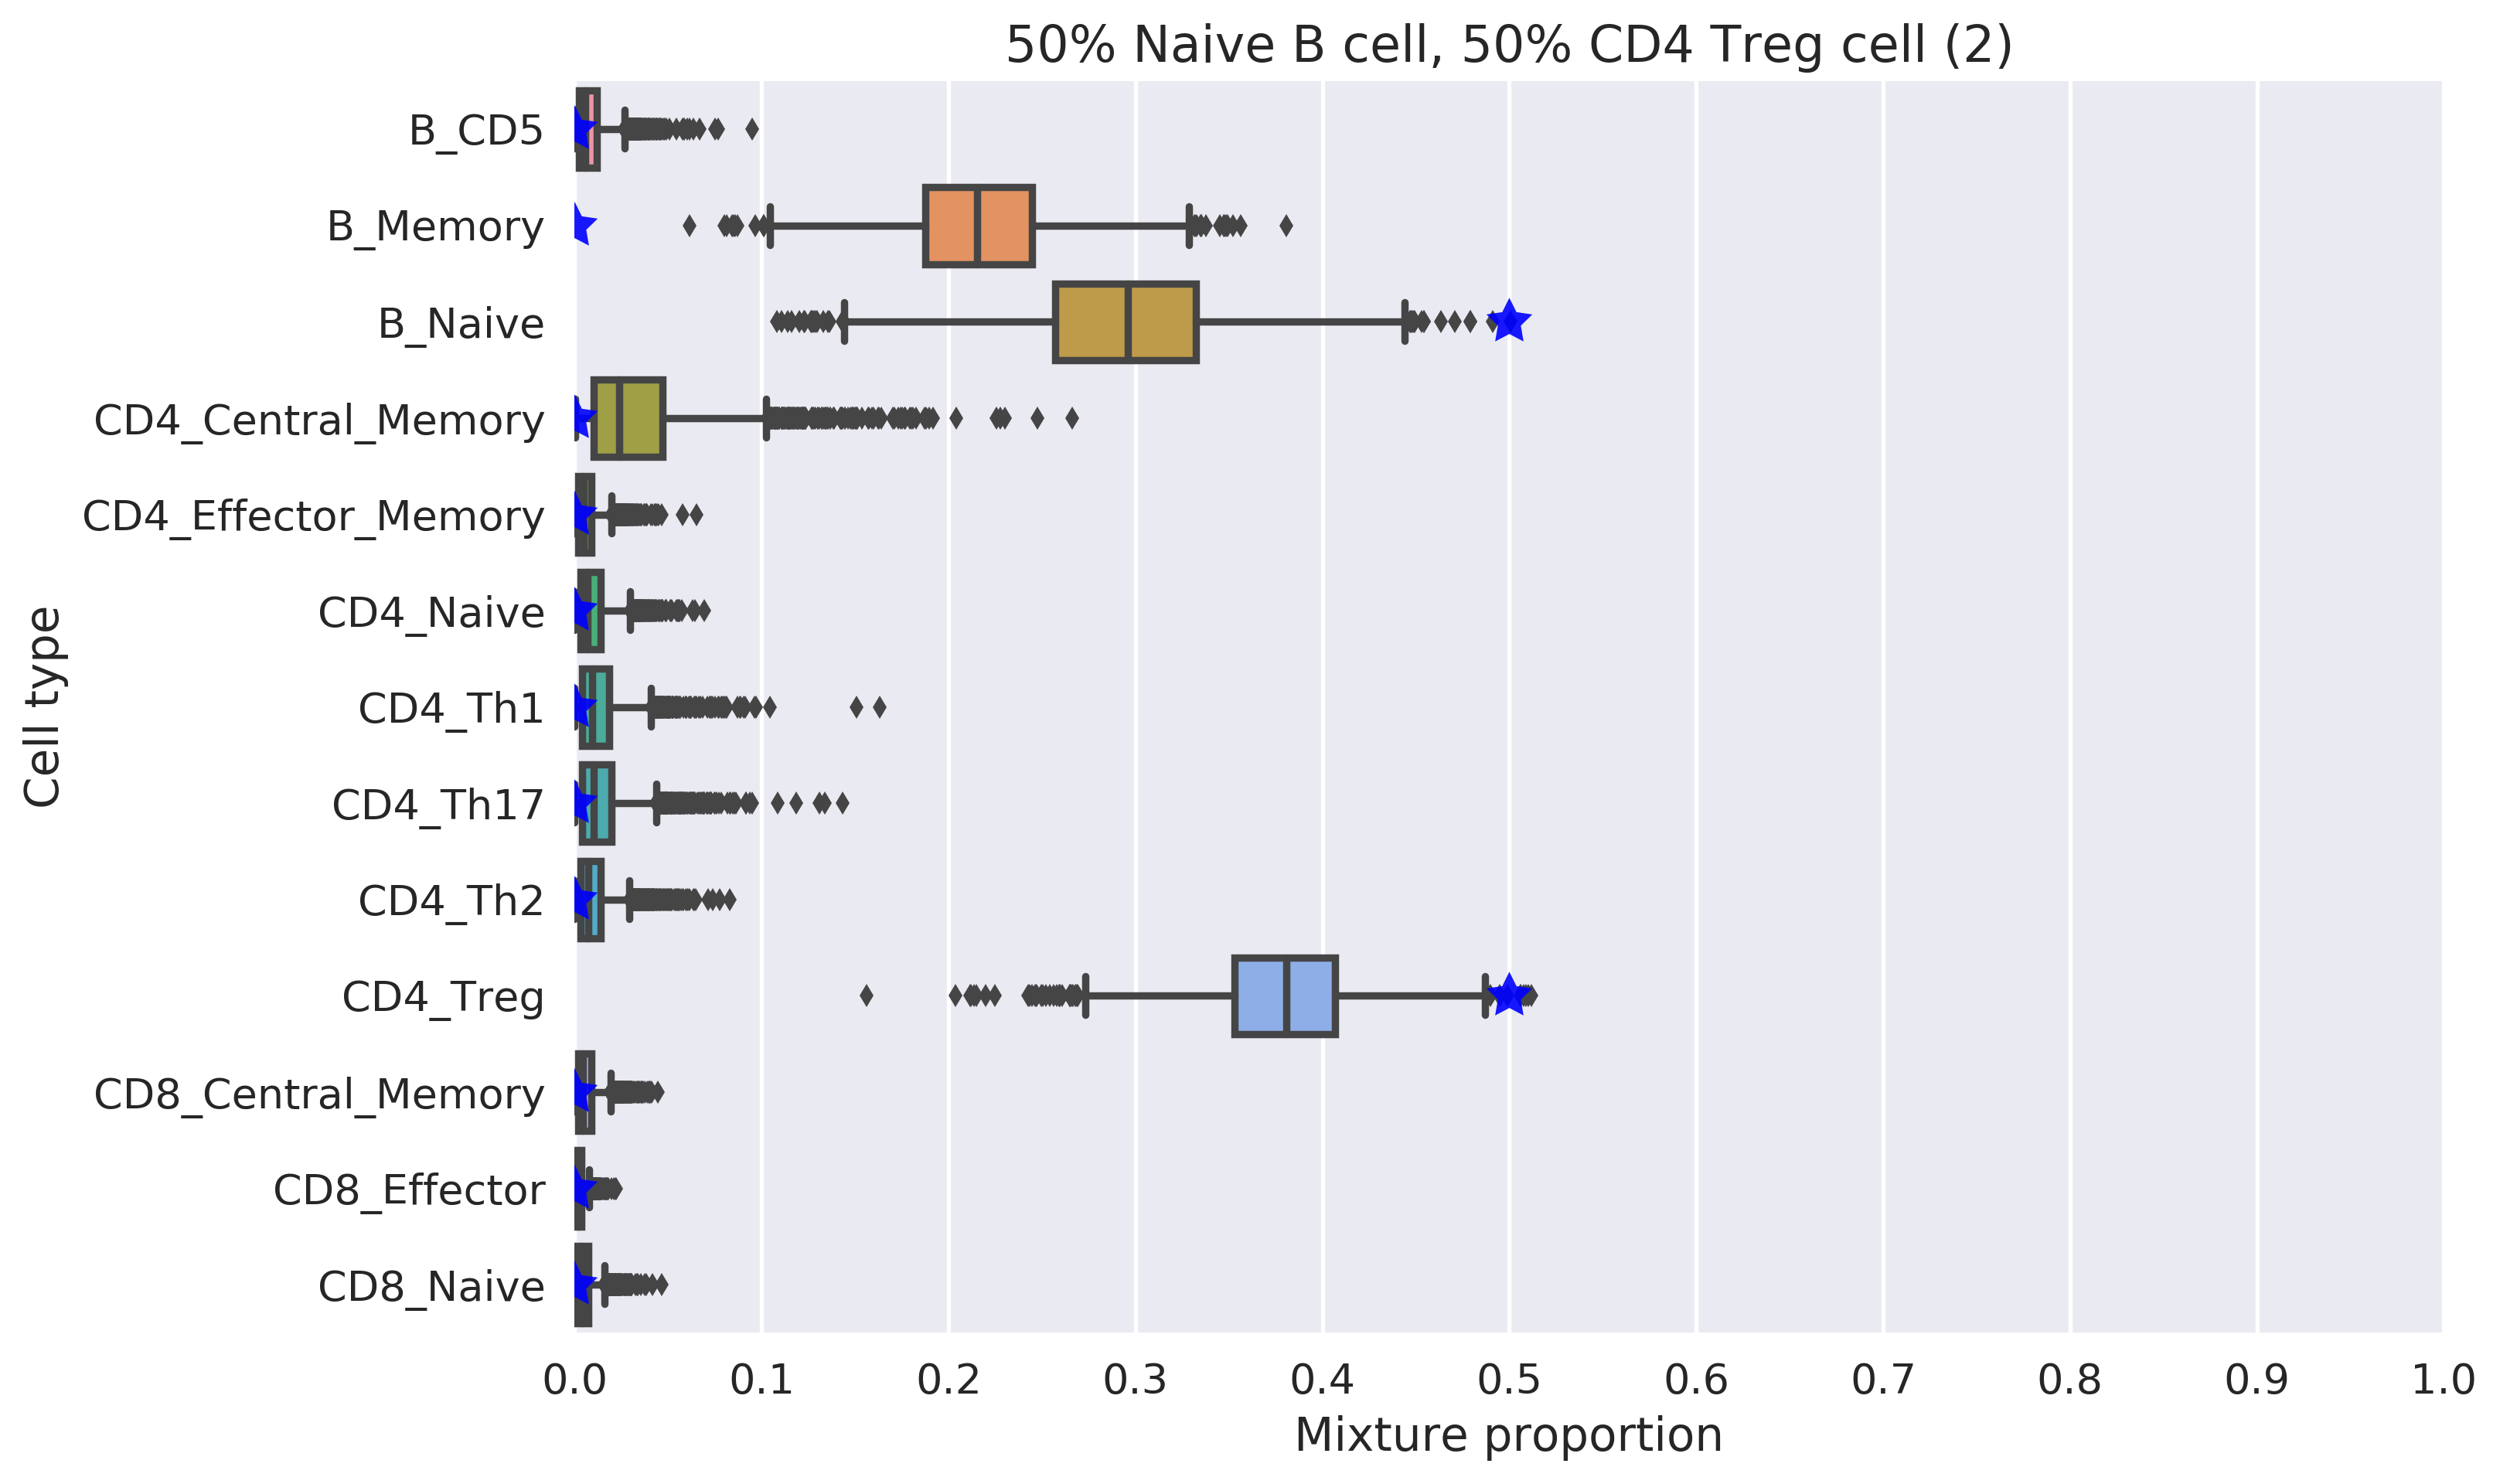 50% Naive B cell, 50% CD4 Treg cell (2)
B_CD5
B_Memory
B_Naive
CD4_Central_Memory
CD4_Effector_Memory
CD4_Naive
CD4_Th1
CD4_Th17
CD4_Th2
CD4_Treg
CD8_Central_Memory
CD8_Effector
CD8_Naive
Cell type
0.0 0.1 0.2 0.3 0.4 0.5 0.6 0.7 0.8 0.9 1.0
Mixture proportion